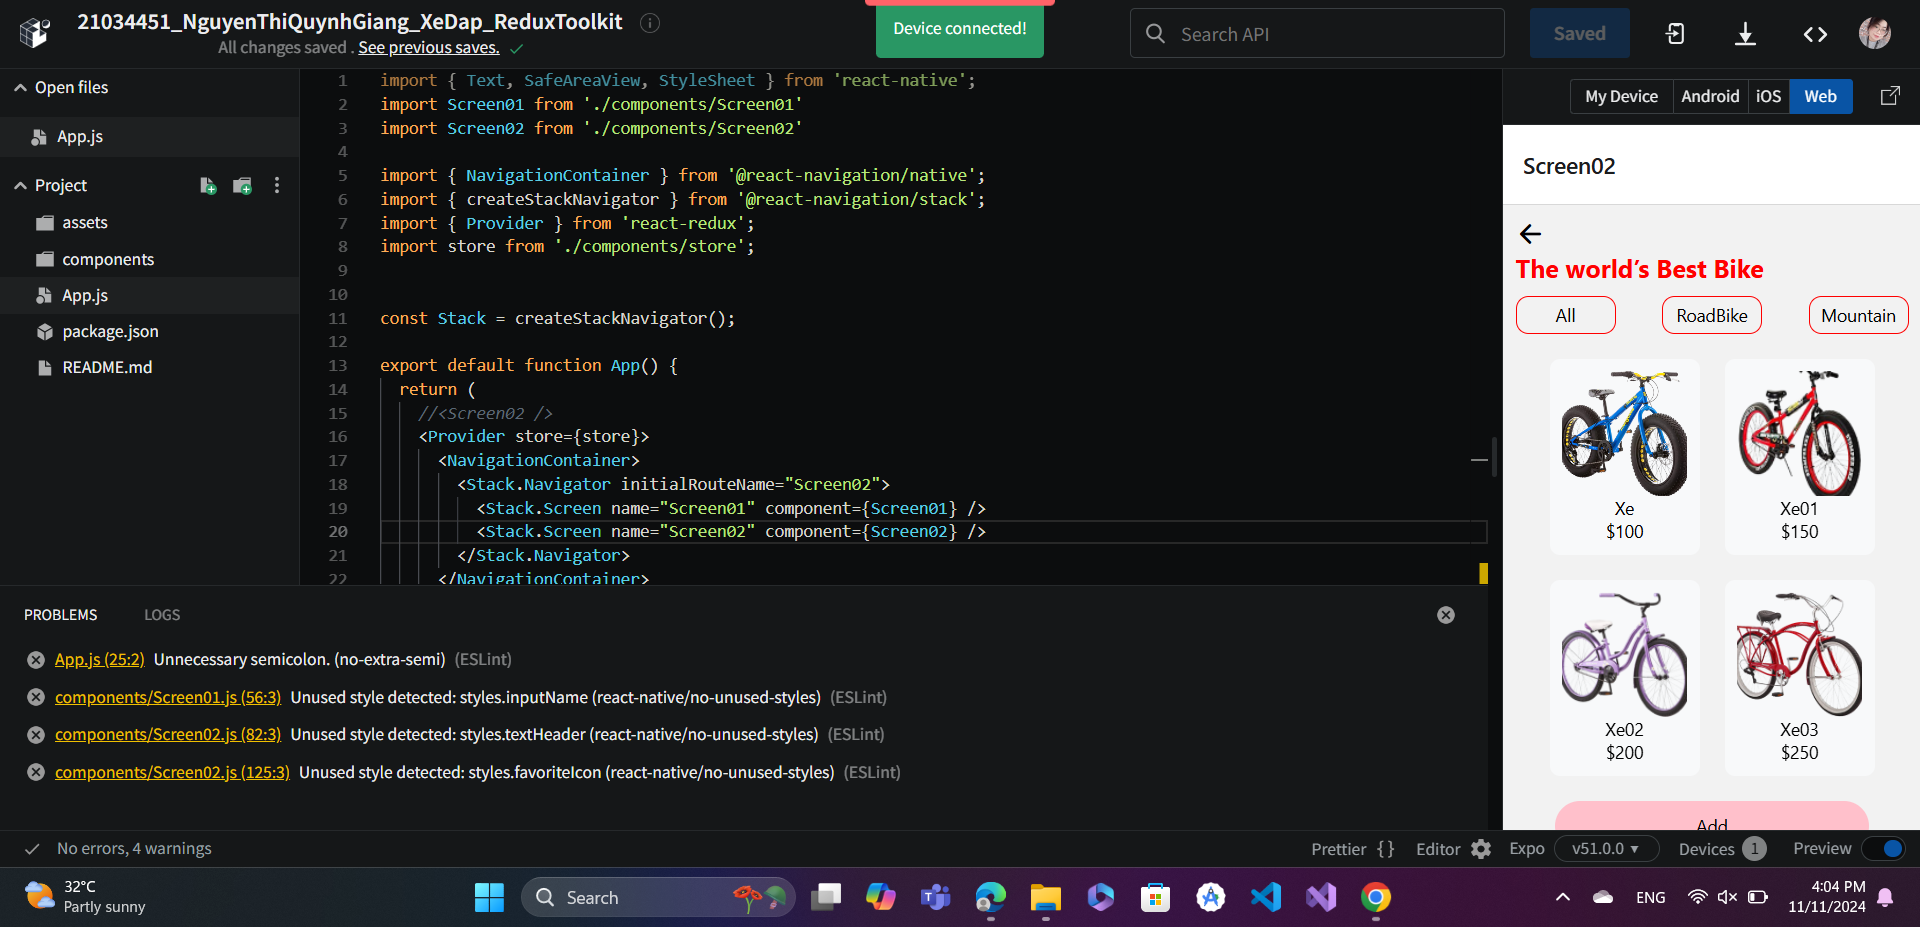 21034451_NguyenThiQuynhGiang_XeDap_ReduxToolkit
All changes saved . See previous saves.
Device connected!
Search API
Saved
Open files
App.js
Project
assets
components
App.js
package.json
README.md
1 import { Text, SafeAreaView, StyleSheet } from 'react-native';
2 import Screen01 from './components/Screen01'
3 import Screen02 from './components/Screen02'
4
5 import { NavigationContainer } from '@react-navigation/native';
6 import { createStackNavigator } from '@react-navigation/stack';
7 import { Provider } from 'react-redux';
8 import store from './components/store';
9
10
11 const Stack = createStackNavigator();
12
13 export default function App() {
14 return (
15 //<Screen02 />
16 <Provider store={store}>
17 <NavigationContainer>
18 <Stack.Navigator initialRouteName="Screen02">
19 <Stack.Screen name="Screen01" component={Screen01} />
20 <Stack.Screen name="Screen02" component={Screen02} />
21 </Stack.Navigator>
22 </NavigationContainer>
My Device Android iOS Web
Screen02
The world’s Best Bike
All RoadBike Mountain
Xe
$100
Xe01
$150
Xe02
$200
Xe03
$250
Add
PROBLEMS LOGS
App.js (25:2) Unnecessary semicolon. (no-extra-semi) (ESLint)
components/Screen01.js (56:3) Unused style detected: styles.inputName (react-native/no-unused-styles) (ESLint)
components/Screen02.js (82:3) Unused style detected: styles.textHeader (react-native/no-unused-styles) (ESLint)
components/Screen02.js (125:3) Unused style detected: styles.favoriteIcon (react-native/no-unused-styles) (ESLint)
No errors, 4 warnings
Prettier {} Editor Expo v51.0.0 Devices 1 Preview
32°C
Partly sunny
Search
ENG
4:04 PM
11/11/2024